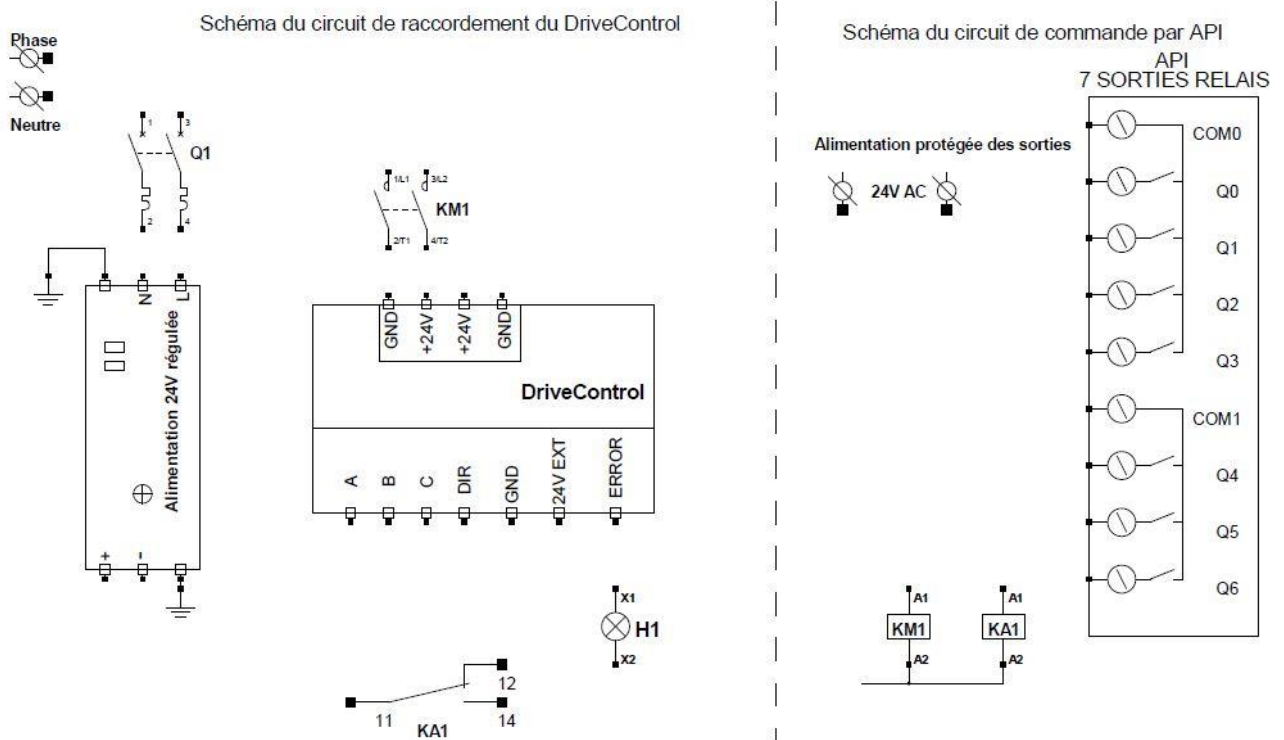 Schéma du circuit de raccordement du DriveControl
Phase
Neutre
1 3
Q1
2 4
1/L1 3/L2
KM1
2/T1 4/T2
N L
Alimentation 24V régulée
+ -
GND +24V +24V GND
DriveControl
A B C DIR GND 24V EXT ERROR
X1
H1
X2
12
11 14
KA1
Schéma du circuit de commande par API
API
7 SORTIES RELAIS
Alimentation protégée des sorties
24V AC
COM0
Q0
Q1
Q2
Q3
COM1
Q4
Q5
Q6
A1 A1
KM1 KA1
A2 A2